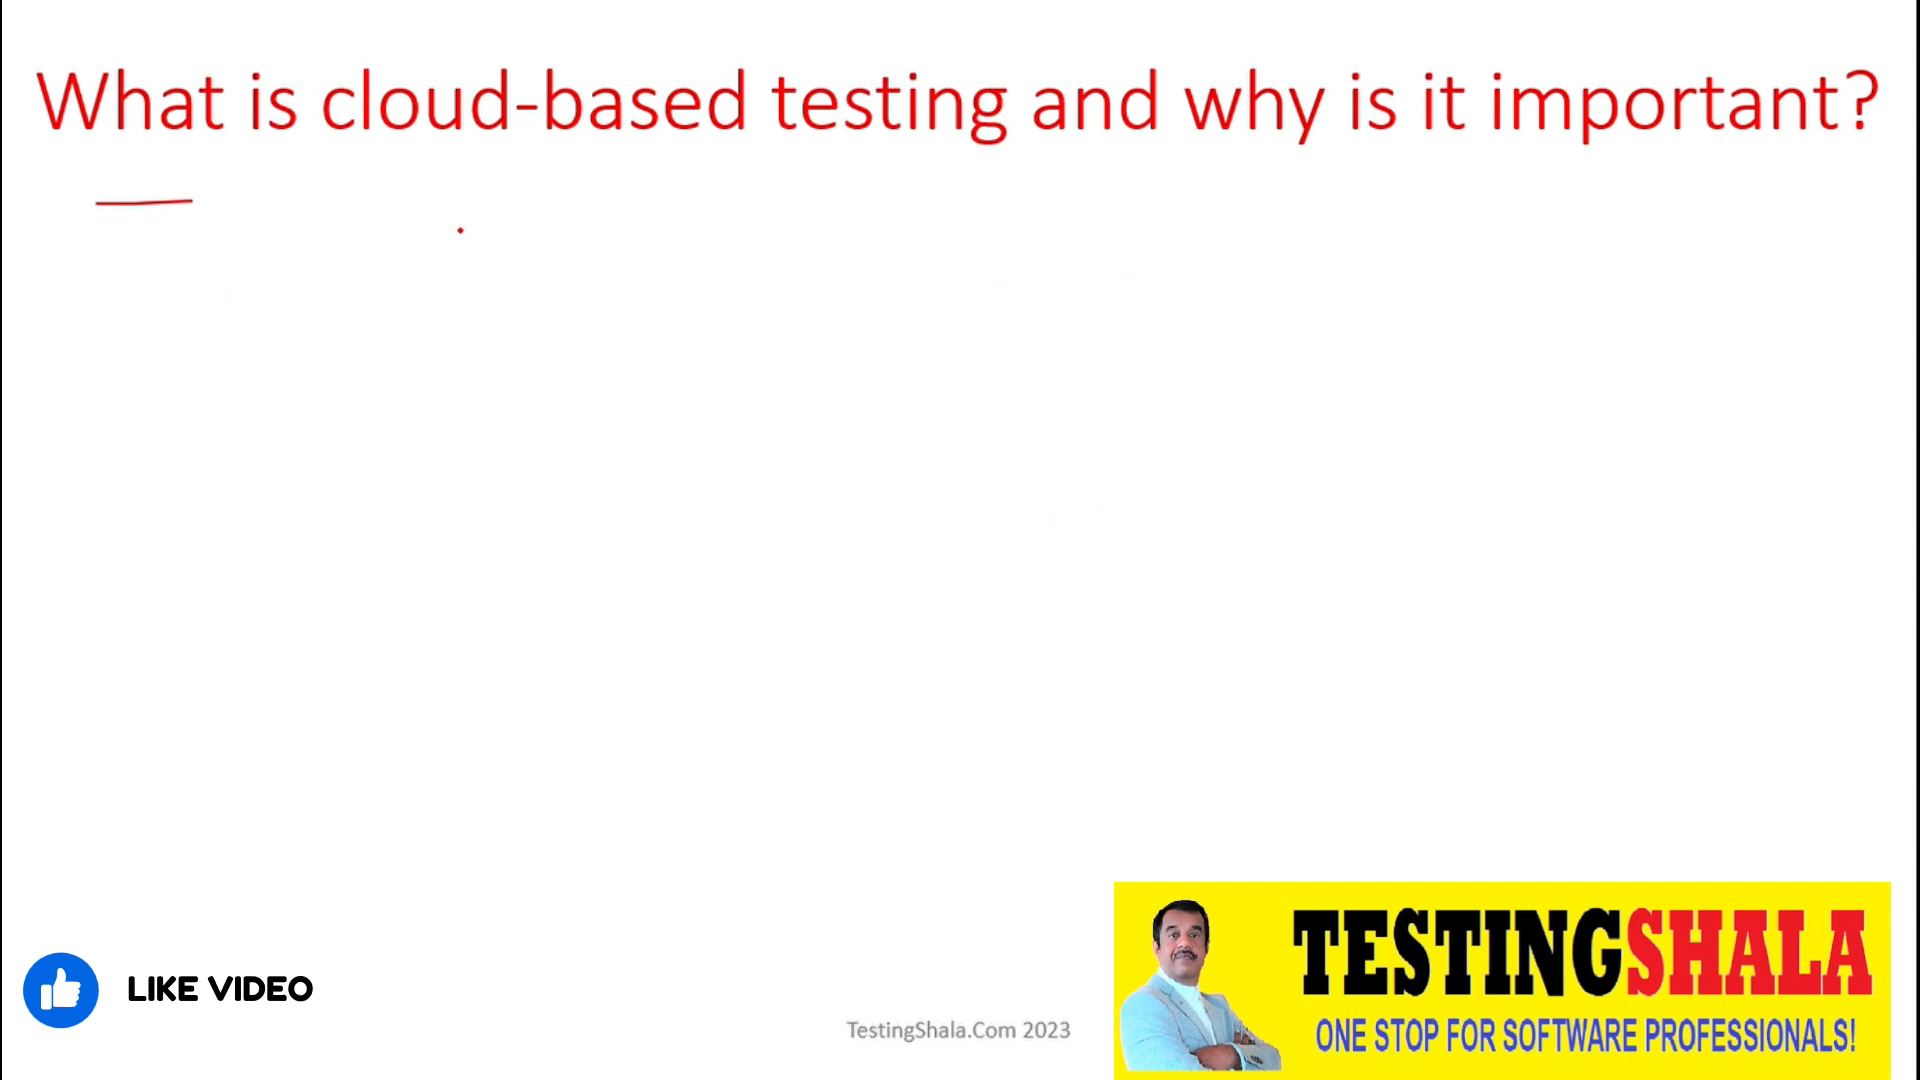 What is cloud-based testing and why is it important?
LIKE VIDEO
TestingShala.Com 2023
TESTINGSHALA
ONE STOP FOR SOFTWARE PROFESSIONALS!